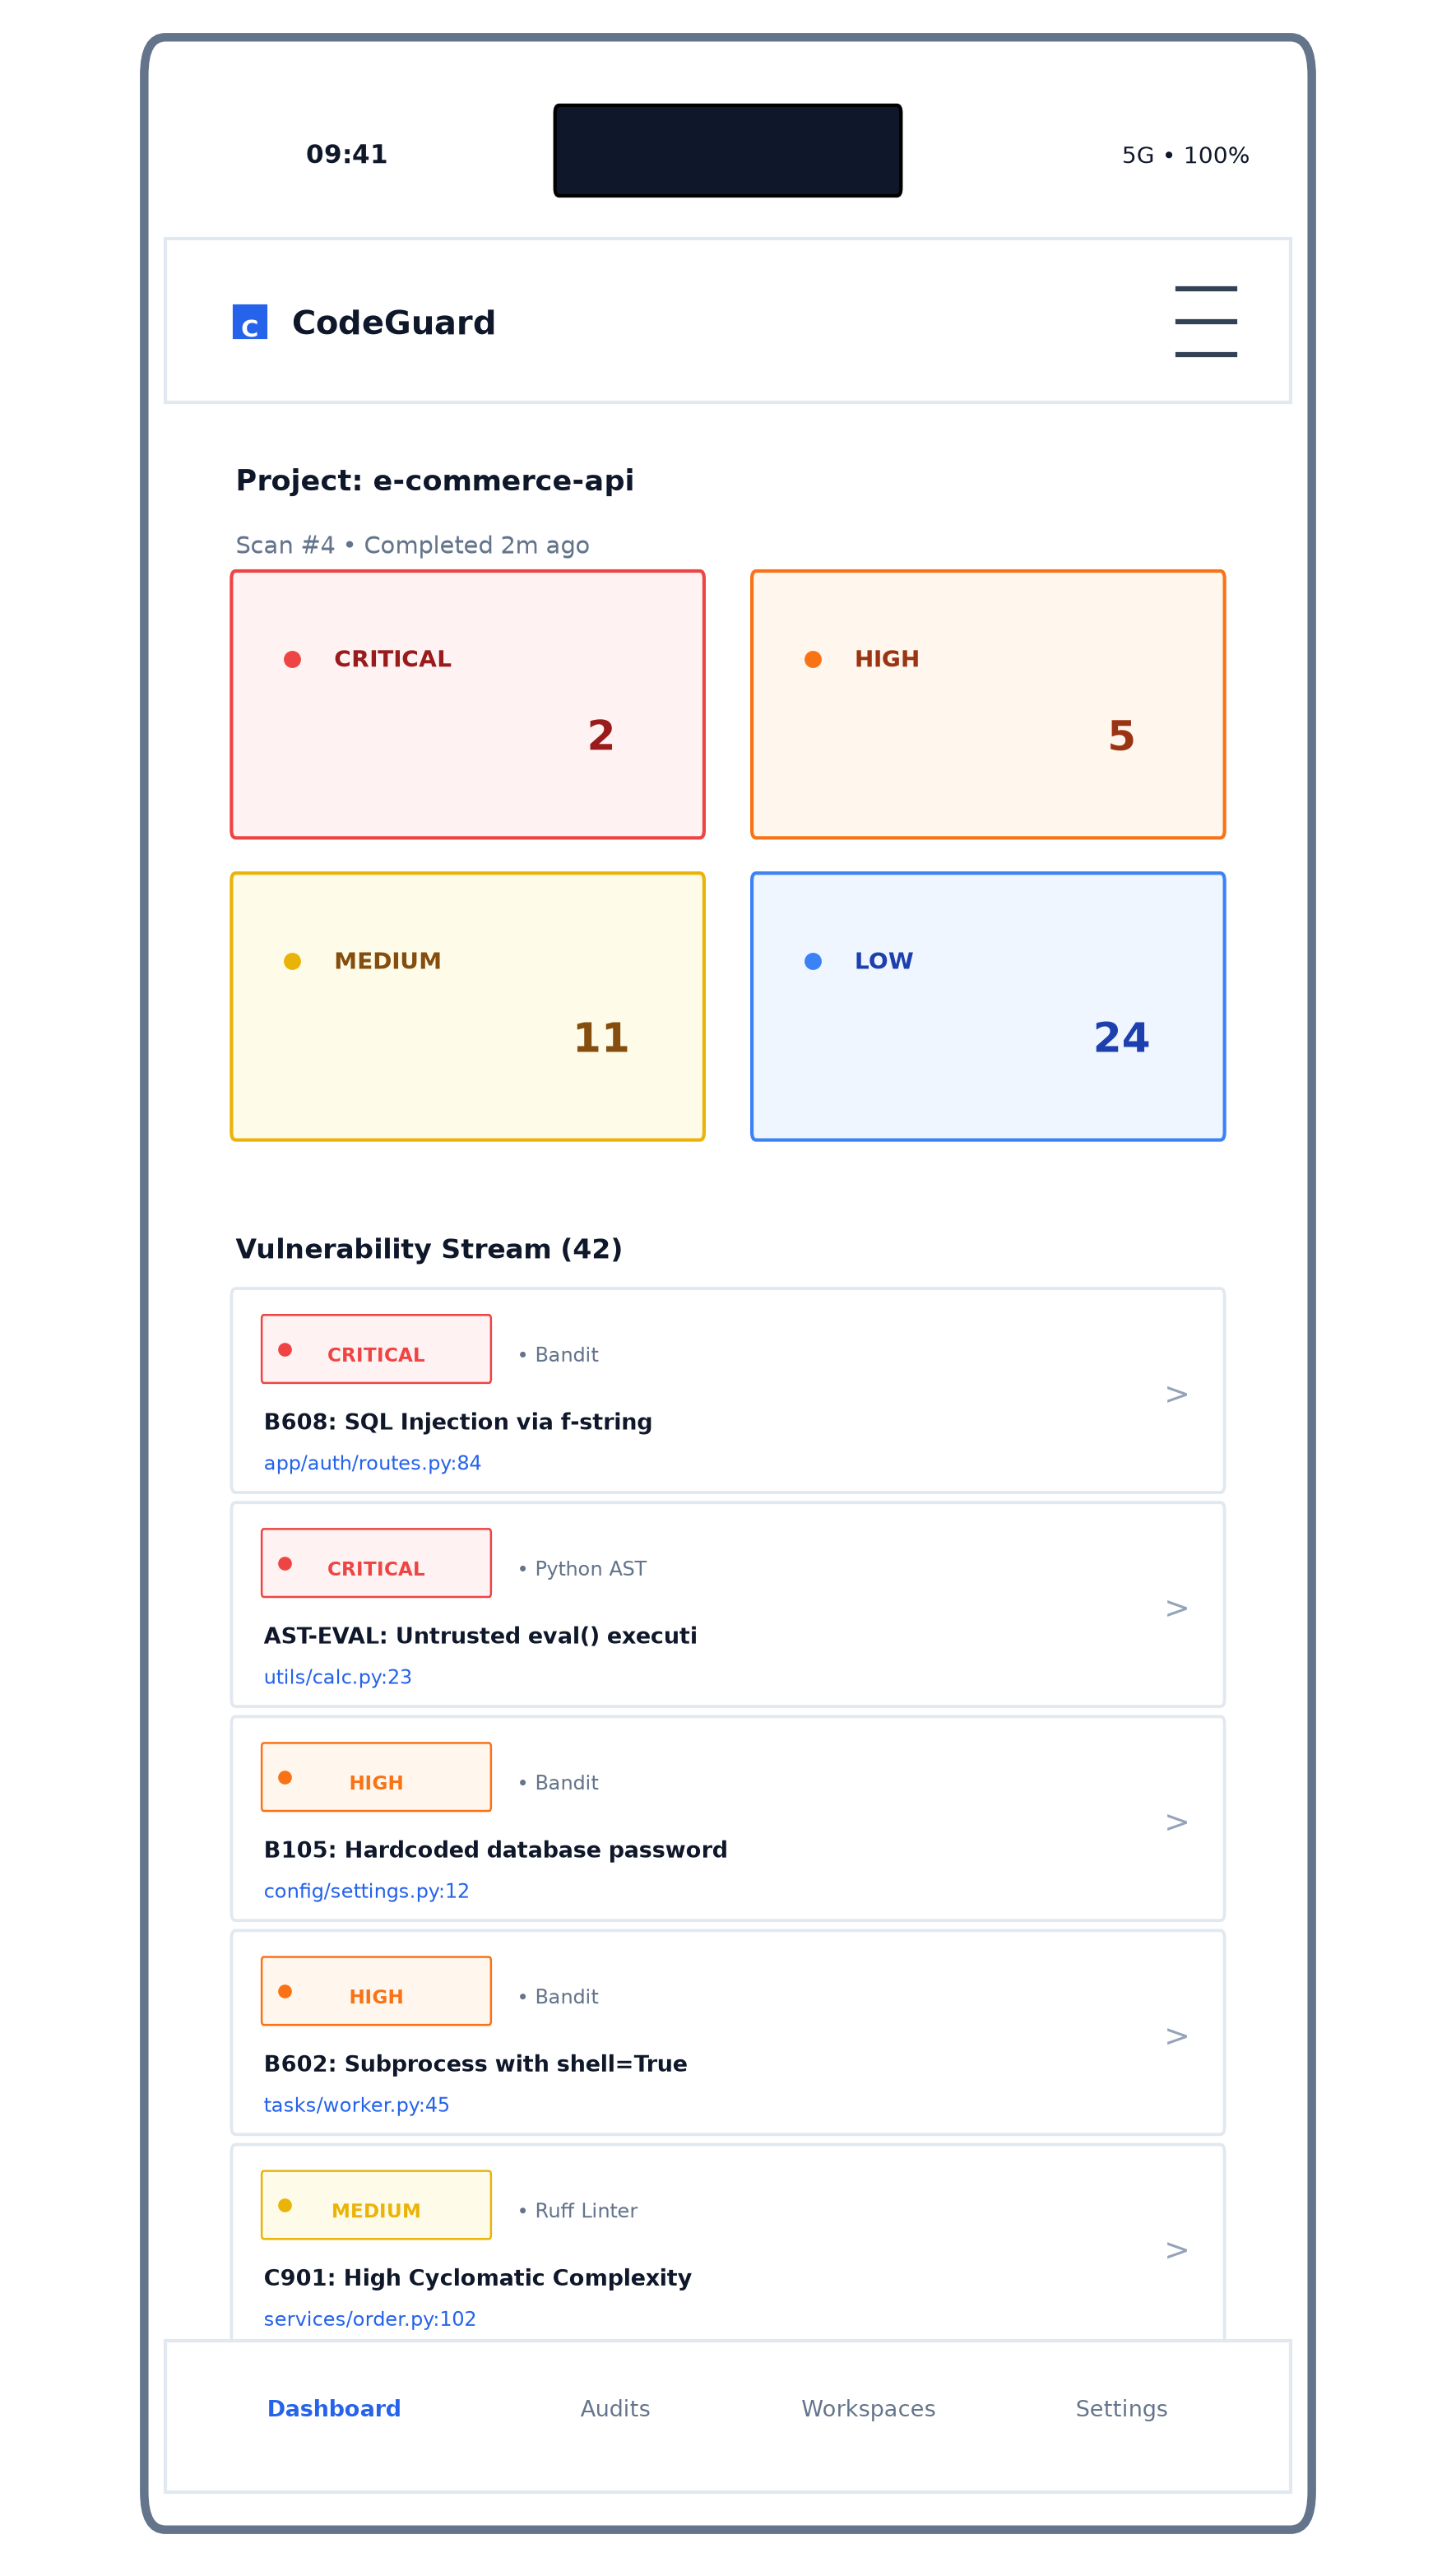 09:41
5G • 100%
C CodeGuard
Project: e-commerce-api
Scan #4 • Completed 2m ago
CRITICAL
2
HIGH
5
MEDIUM
11
LOW
24
Vulnerability Stream (42)
CRITICAL • Bandit
B608: SQL Injection via f-string
app/auth/routes.py:84
>
CRITICAL • Python AST
AST-EVAL: Untrusted eval() executi
utils/calc.py:23
>
HIGH • Bandit
B105: Hardcoded database password
config/settings.py:12
>
HIGH • Bandit
B602: Subprocess with shell=True
tasks/worker.py:45
>
MEDIUM • Ruff Linter
C901: High Cyclomatic Complexity
services/order.py:102
>
Dashboard Audits Workspaces Settings